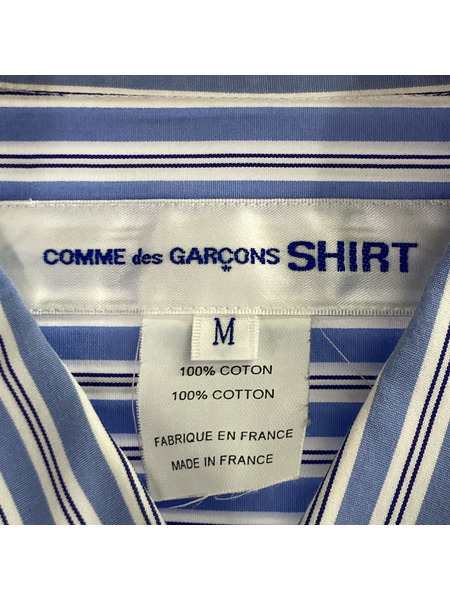 COMME des GARÇONS SHIRT
M
100% COTON
100% COTTON
FABRIQUE EN FRANCE
MADE IN FRANCE